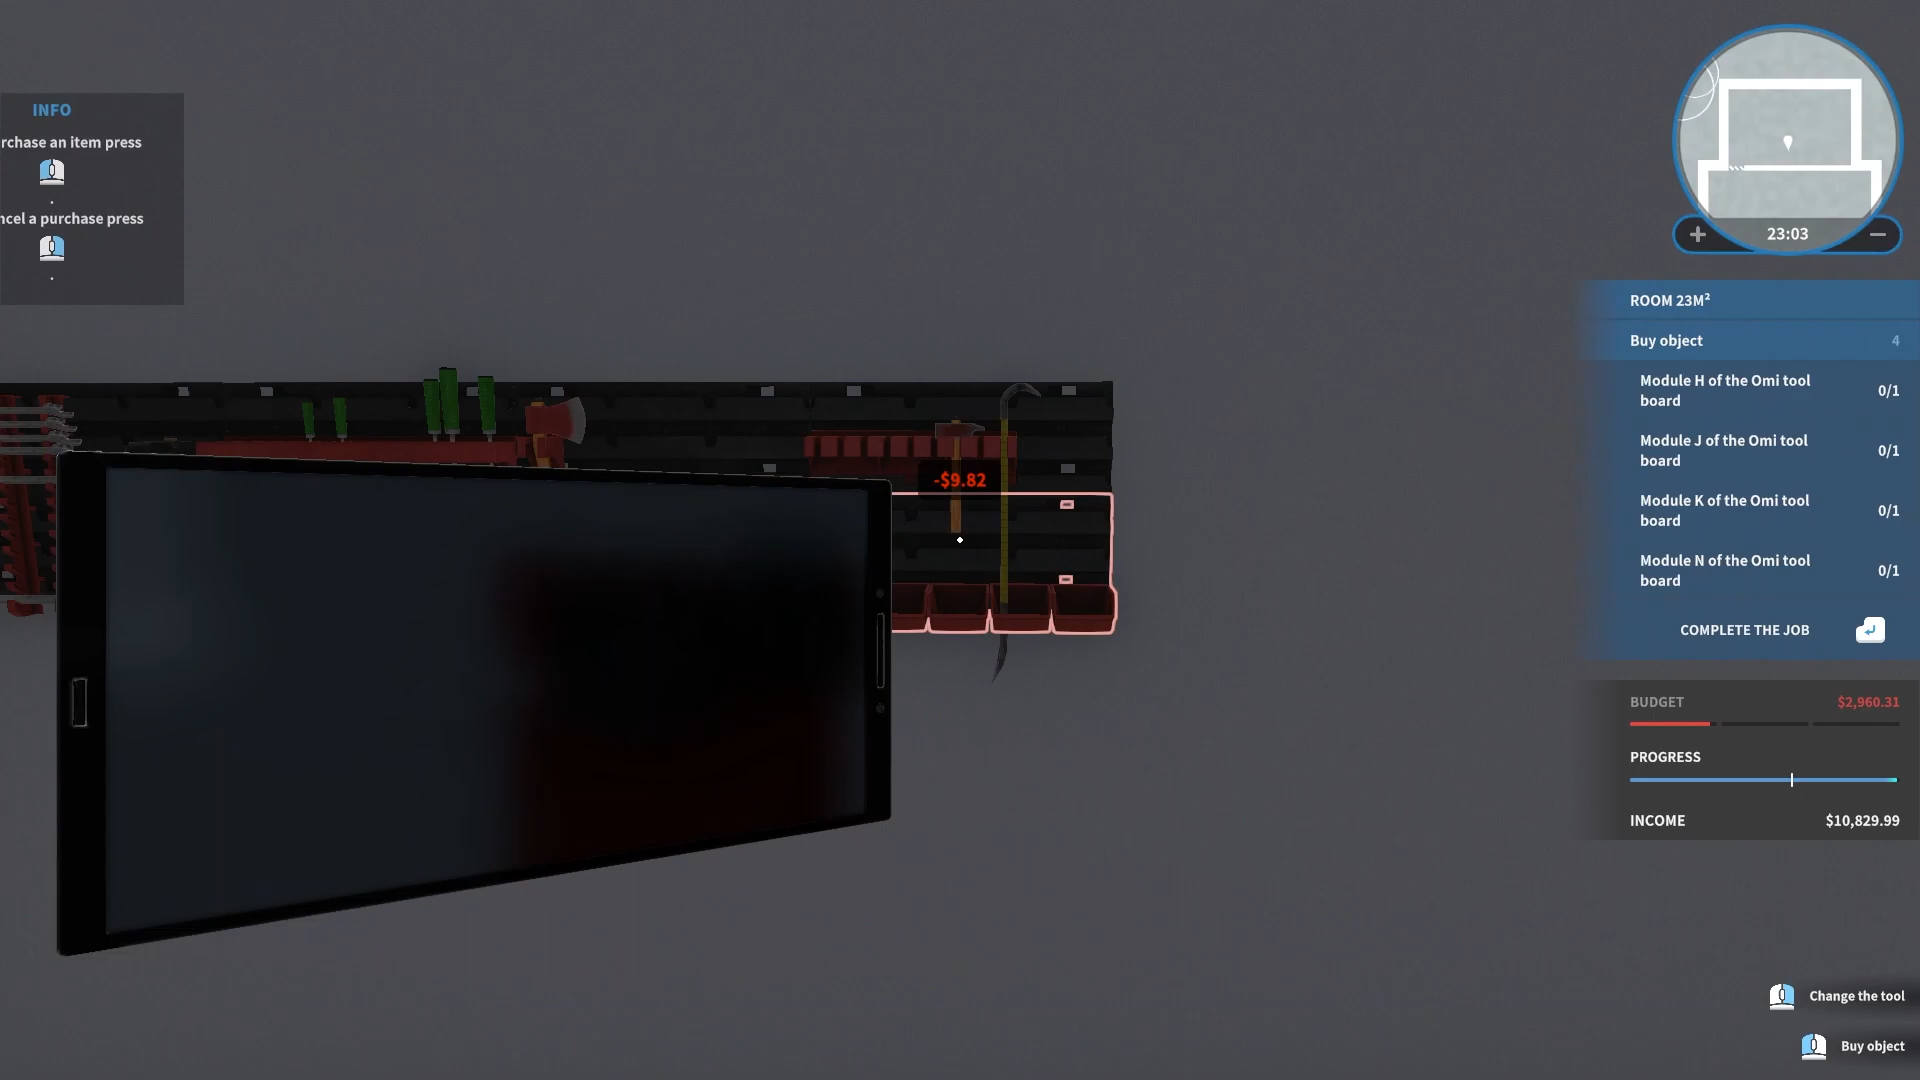 INFO
rchase an item press
.
ncel a purchase press
.
23:03
ROOM 23M²
Buy object 4
Module H of the Omi tool
board 0/1
Module J of the Omi tool
board 0/1
Module K of the Omi tool
board 0/1
Module N of the Omi tool
board 0/1
COMPLETE THE JOB
-$9.82
BUDGET $2,960.31
PROGRESS
INCOME $10,829.99
Change the tool
Buy object